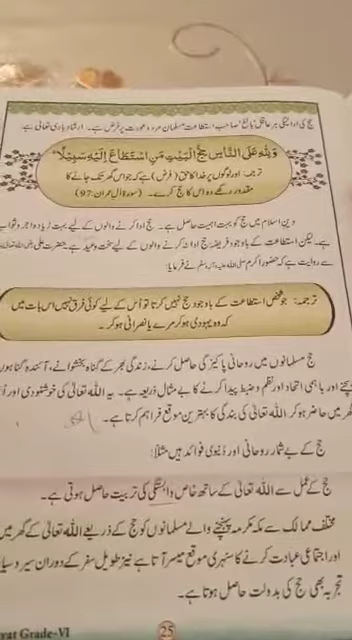 حج کی ادائیگی ہر عاقل، بالغ، صاحبِ استطاعت مسلمان مرد و عورت پر فرض ہے۔ ارشادِ باری تعالیٰ ہے:
وَلِلّٰهِ عَلَى النَّاسِ حِجُّ الْبَيْتِ مَنِ اسْتَطَاعَ اِلَيْهِ سَبِيْلًا
ترجمہ: اور لوگوں پر خدا کا حق (فرض) ہے کہ جو اس گھر تک جانے کا
مقدور رکھے وہ اس کا حج کرے۔ (سورۃ آلِ عمران:97)
دینِ اسلام میں حج کو بہت اہمیت حاصل ہے۔ حج ادا کرنے والوں کے لیے بہت زیادہ اجر و ثواب
ہے۔ لیکن استطاعت کے باوجود فریضۂ حج ادا نہ کرنے والوں کے لیے سخت وعید ہے۔ حضرت علی
سے روایت ہے کہ حضور اکرم صلی اللہ علیہ وآلہ وسلم نے فرمایا:
ترجمہ: جو شخص استطاعت کے باوجود حج نہیں کرتا تو اُس کے لیے کوئی فرق نہیں اس بات میں
کہ وہ یہودی ہو کر مرے یا نصرانی ہو کر۔
حج مسلمانوں میں روحانی پاکیزگی حاصل کرنے، زندگی بھر کے گناہ بخشوانے، آئندہ گناہوں
بچنے اور باہمی اتحاد اور نظم و ضبط پیدا کرنے کا بے مثال ذریعہ ہے۔ یہ اللہ تعالیٰ کی خوشنودی اور
گھر میں حاضر ہو کر اللہ تعالیٰ کی بندگی کا بہترین موقع فراہم کرتا ہے۔
حج کے بے شمار روحانی اور دُنیوی فوائد ہیں مثلاً:
حج کے عمل سے اللہ تعالیٰ کے ساتھ خاص وابستگی کی تربیت حاصل ہوتی ہے۔
مختلف ممالک سے مکہ مکرمہ پہنچنے والے مسلمانوں کو حج کے ذریعے اللہ تعالیٰ کے گھر میں
اور اجتماعی عبادت کرنے کا سنہری موقع میسر آتا ہے نیز طویل سفر کے دوران سیر و
تجربہ بھی حج کی بدولت حاصل ہوتا ہے۔
yat Grade-VI
25